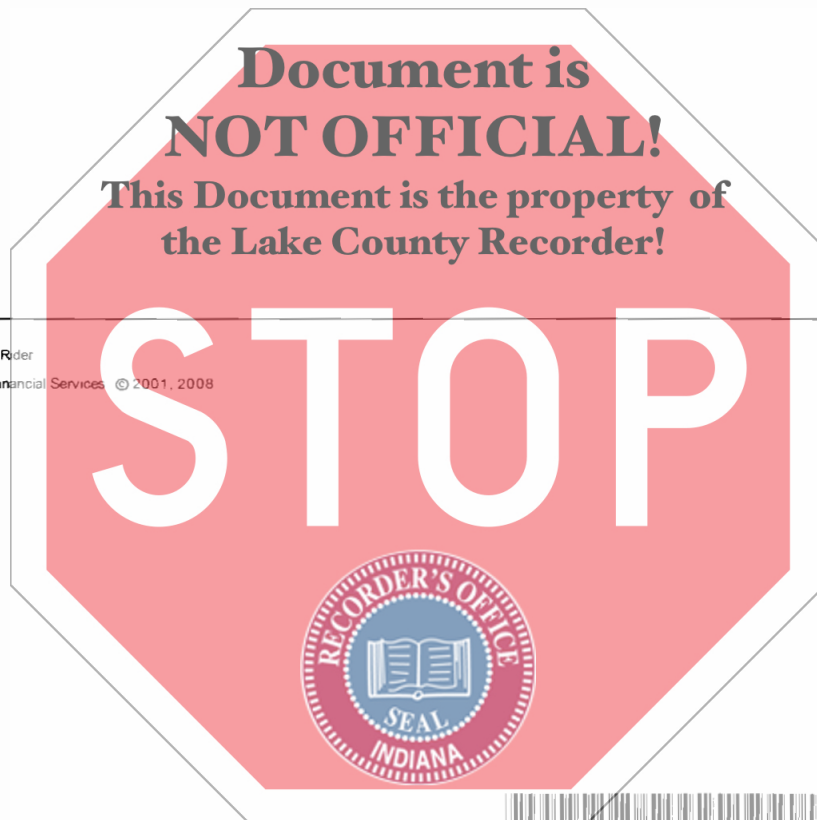 Document is
NOT OFFICIAL!
This Document is the property of
the Lake County Recorder!
STOP
Rider
Services © 2001, 2008
RECORDER'S OFFICE
SEAL
INDIANA